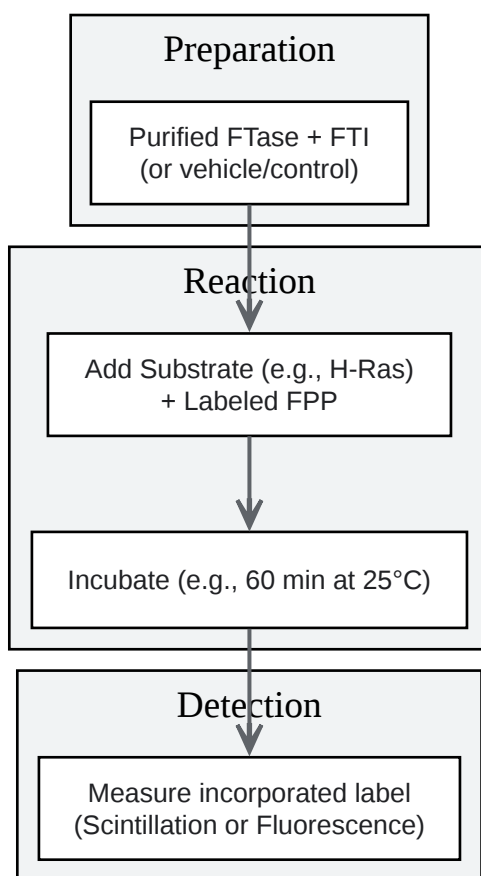 Preparation
Purified FTase + FTI
(or vehicle/control)
Reaction
Add Substrate (e.g., H-Ras)
+ Labeled FPP
Incubate (e.g., 60 min at 25°C)
Detection
Measure incorporated label
(Scintillation or Fluorescence)